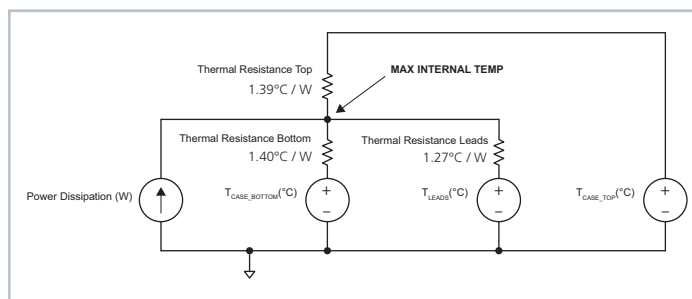 Thermal Resistance Top
1.39°C / W
MAX INTERNAL TEMP
Thermal Resistance Bottom
1.40°C / W
Thermal Resistance Leads
1.27°C / W
Power Dissipation (W)
T_CASE_BOTTOM(°C)
+
–
T_LEADS(°C)
+
–
T_CASE_TOP(°C)
+
–